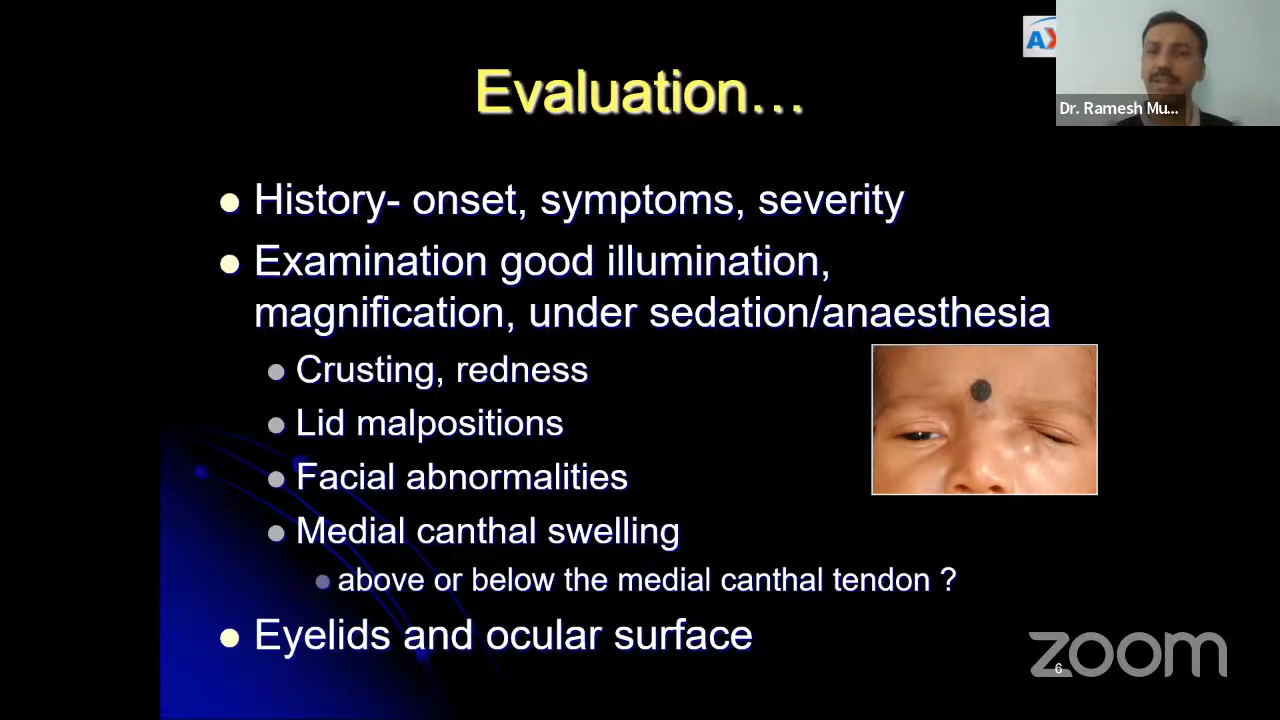 AX
Dr. Ramesh Mu...
Evaluation...
History- onset, symptoms, severity
Examination good illumination,
magnification, under sedation/anaesthesia
Crusting, redness
Lid malpositions
Facial abnormalities
Medial canthal swelling
above or below the medial canthal tendon ?
Eyelids and ocular surface
zoom
6